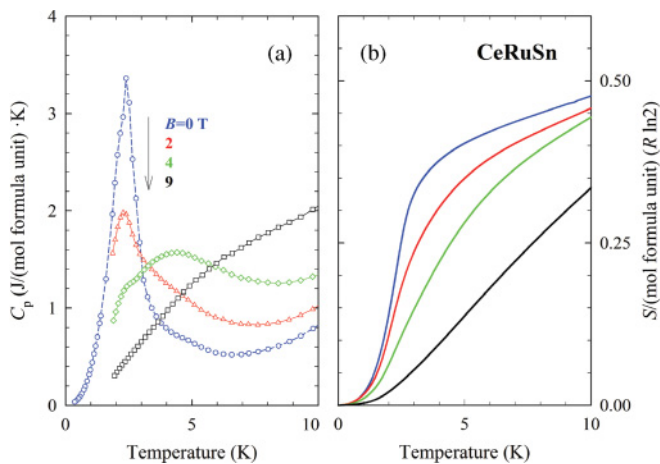 (a)
B=0 T
2
4
9
4
3
2
1
0
C_p (J/(mol formula unit) ·K)
0
5
10
Temperature (K)
(b)
CeRuSn
0.50
0.25
0.00
S/(mol formula unit) (R ln2)
0
5
10
Temperature (K)